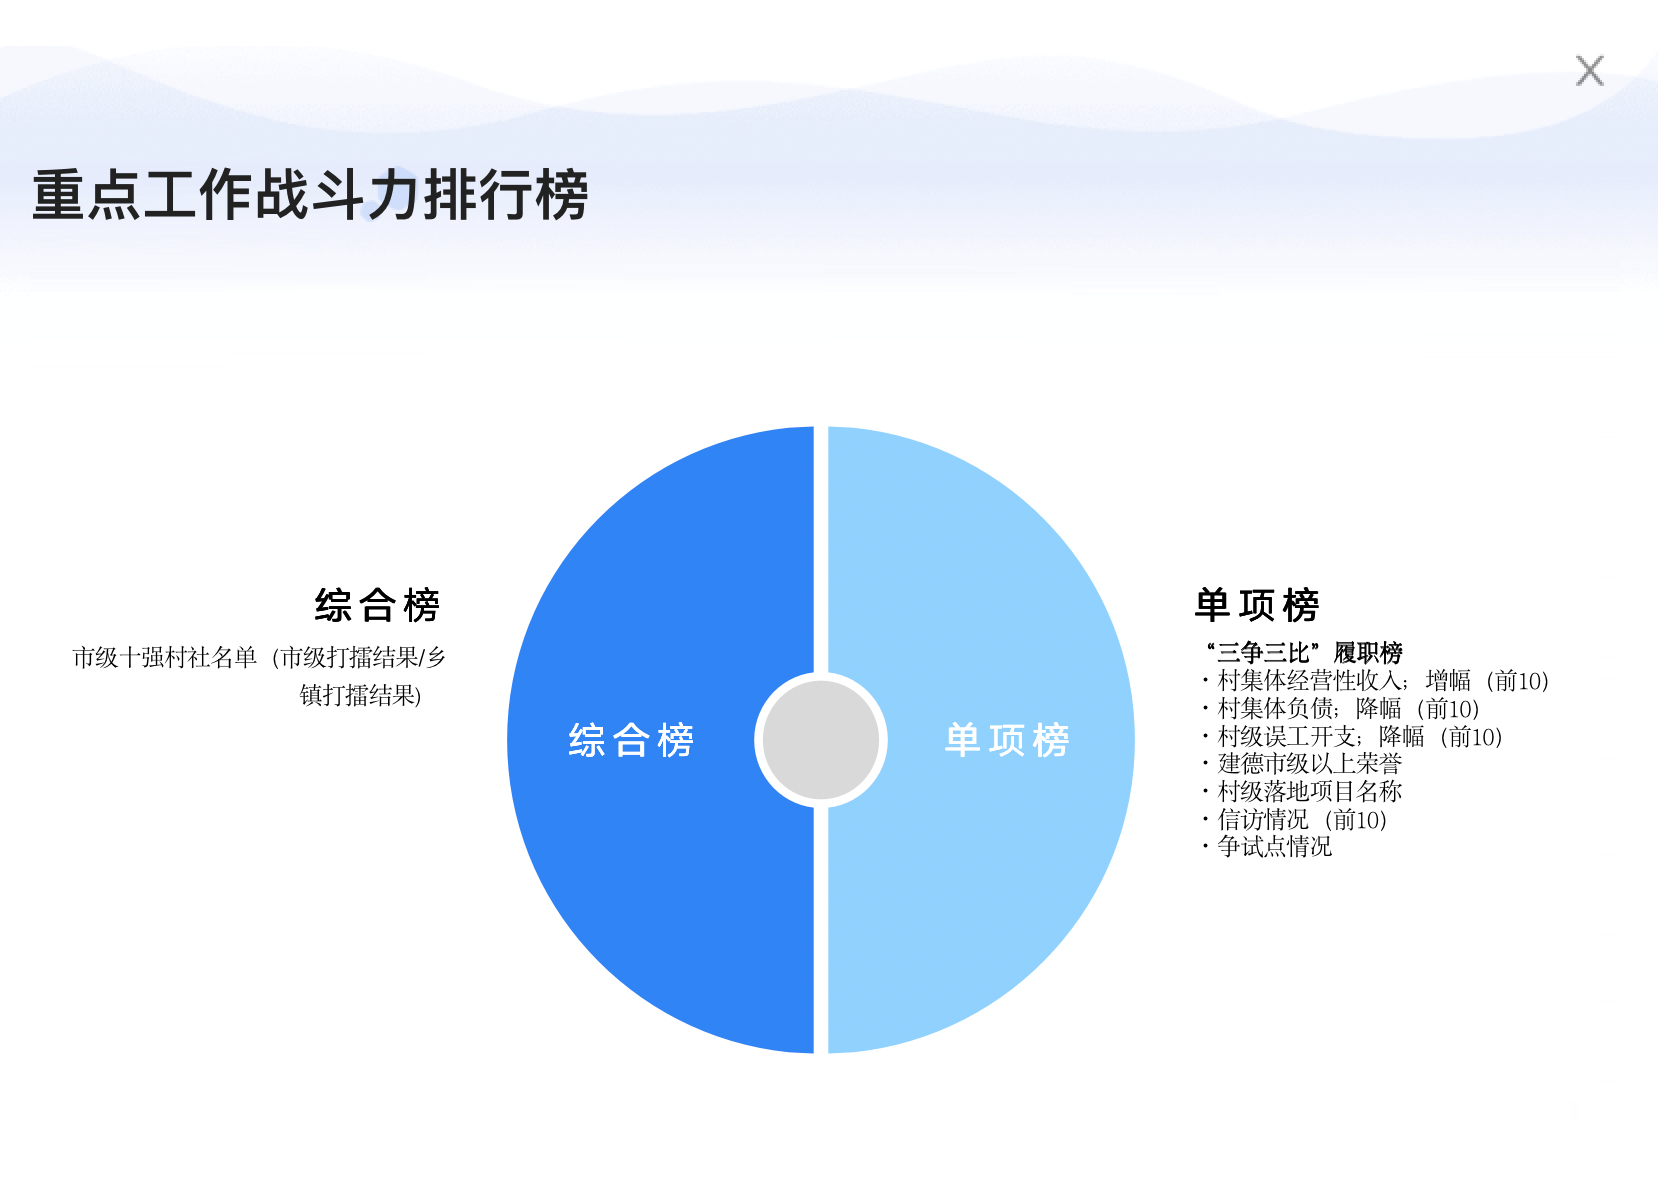 X
重点工作战斗力排行榜
综合榜
市级十强村社名单（市级打擂结果/乡
镇打擂结果）
综合榜
单项榜
单项榜
“三争三比”履职榜
·村集体经营性收入；增幅（前10）
·村集体负债；降幅（前10）
·村级误工开支；降幅（前10）
·建德市级以上荣誉
·村级落地项目名称
·信访情况（前10）
·争试点情况